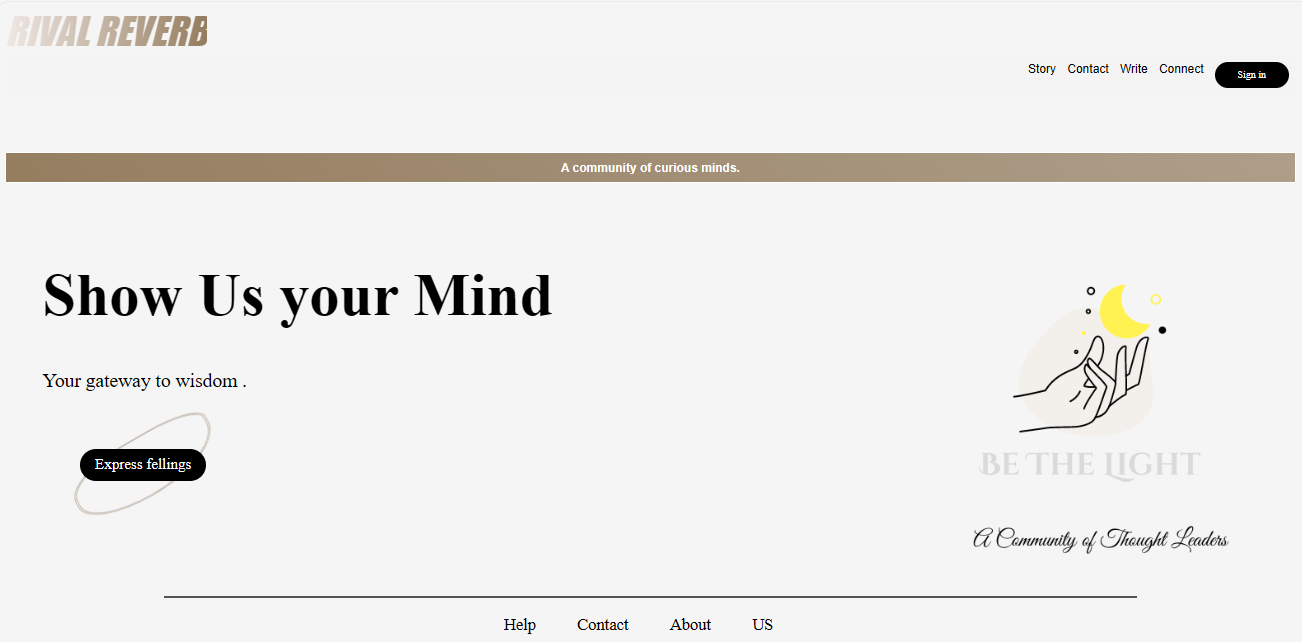 RIVAL REVERB
Story Contact Write Connect Sign in
A community of curious minds.
Show Us your Mind
Your gateway to wisdom .
Express fellings
BE THE LIGHT
A Community of Thought Leaders
Help Contact About US